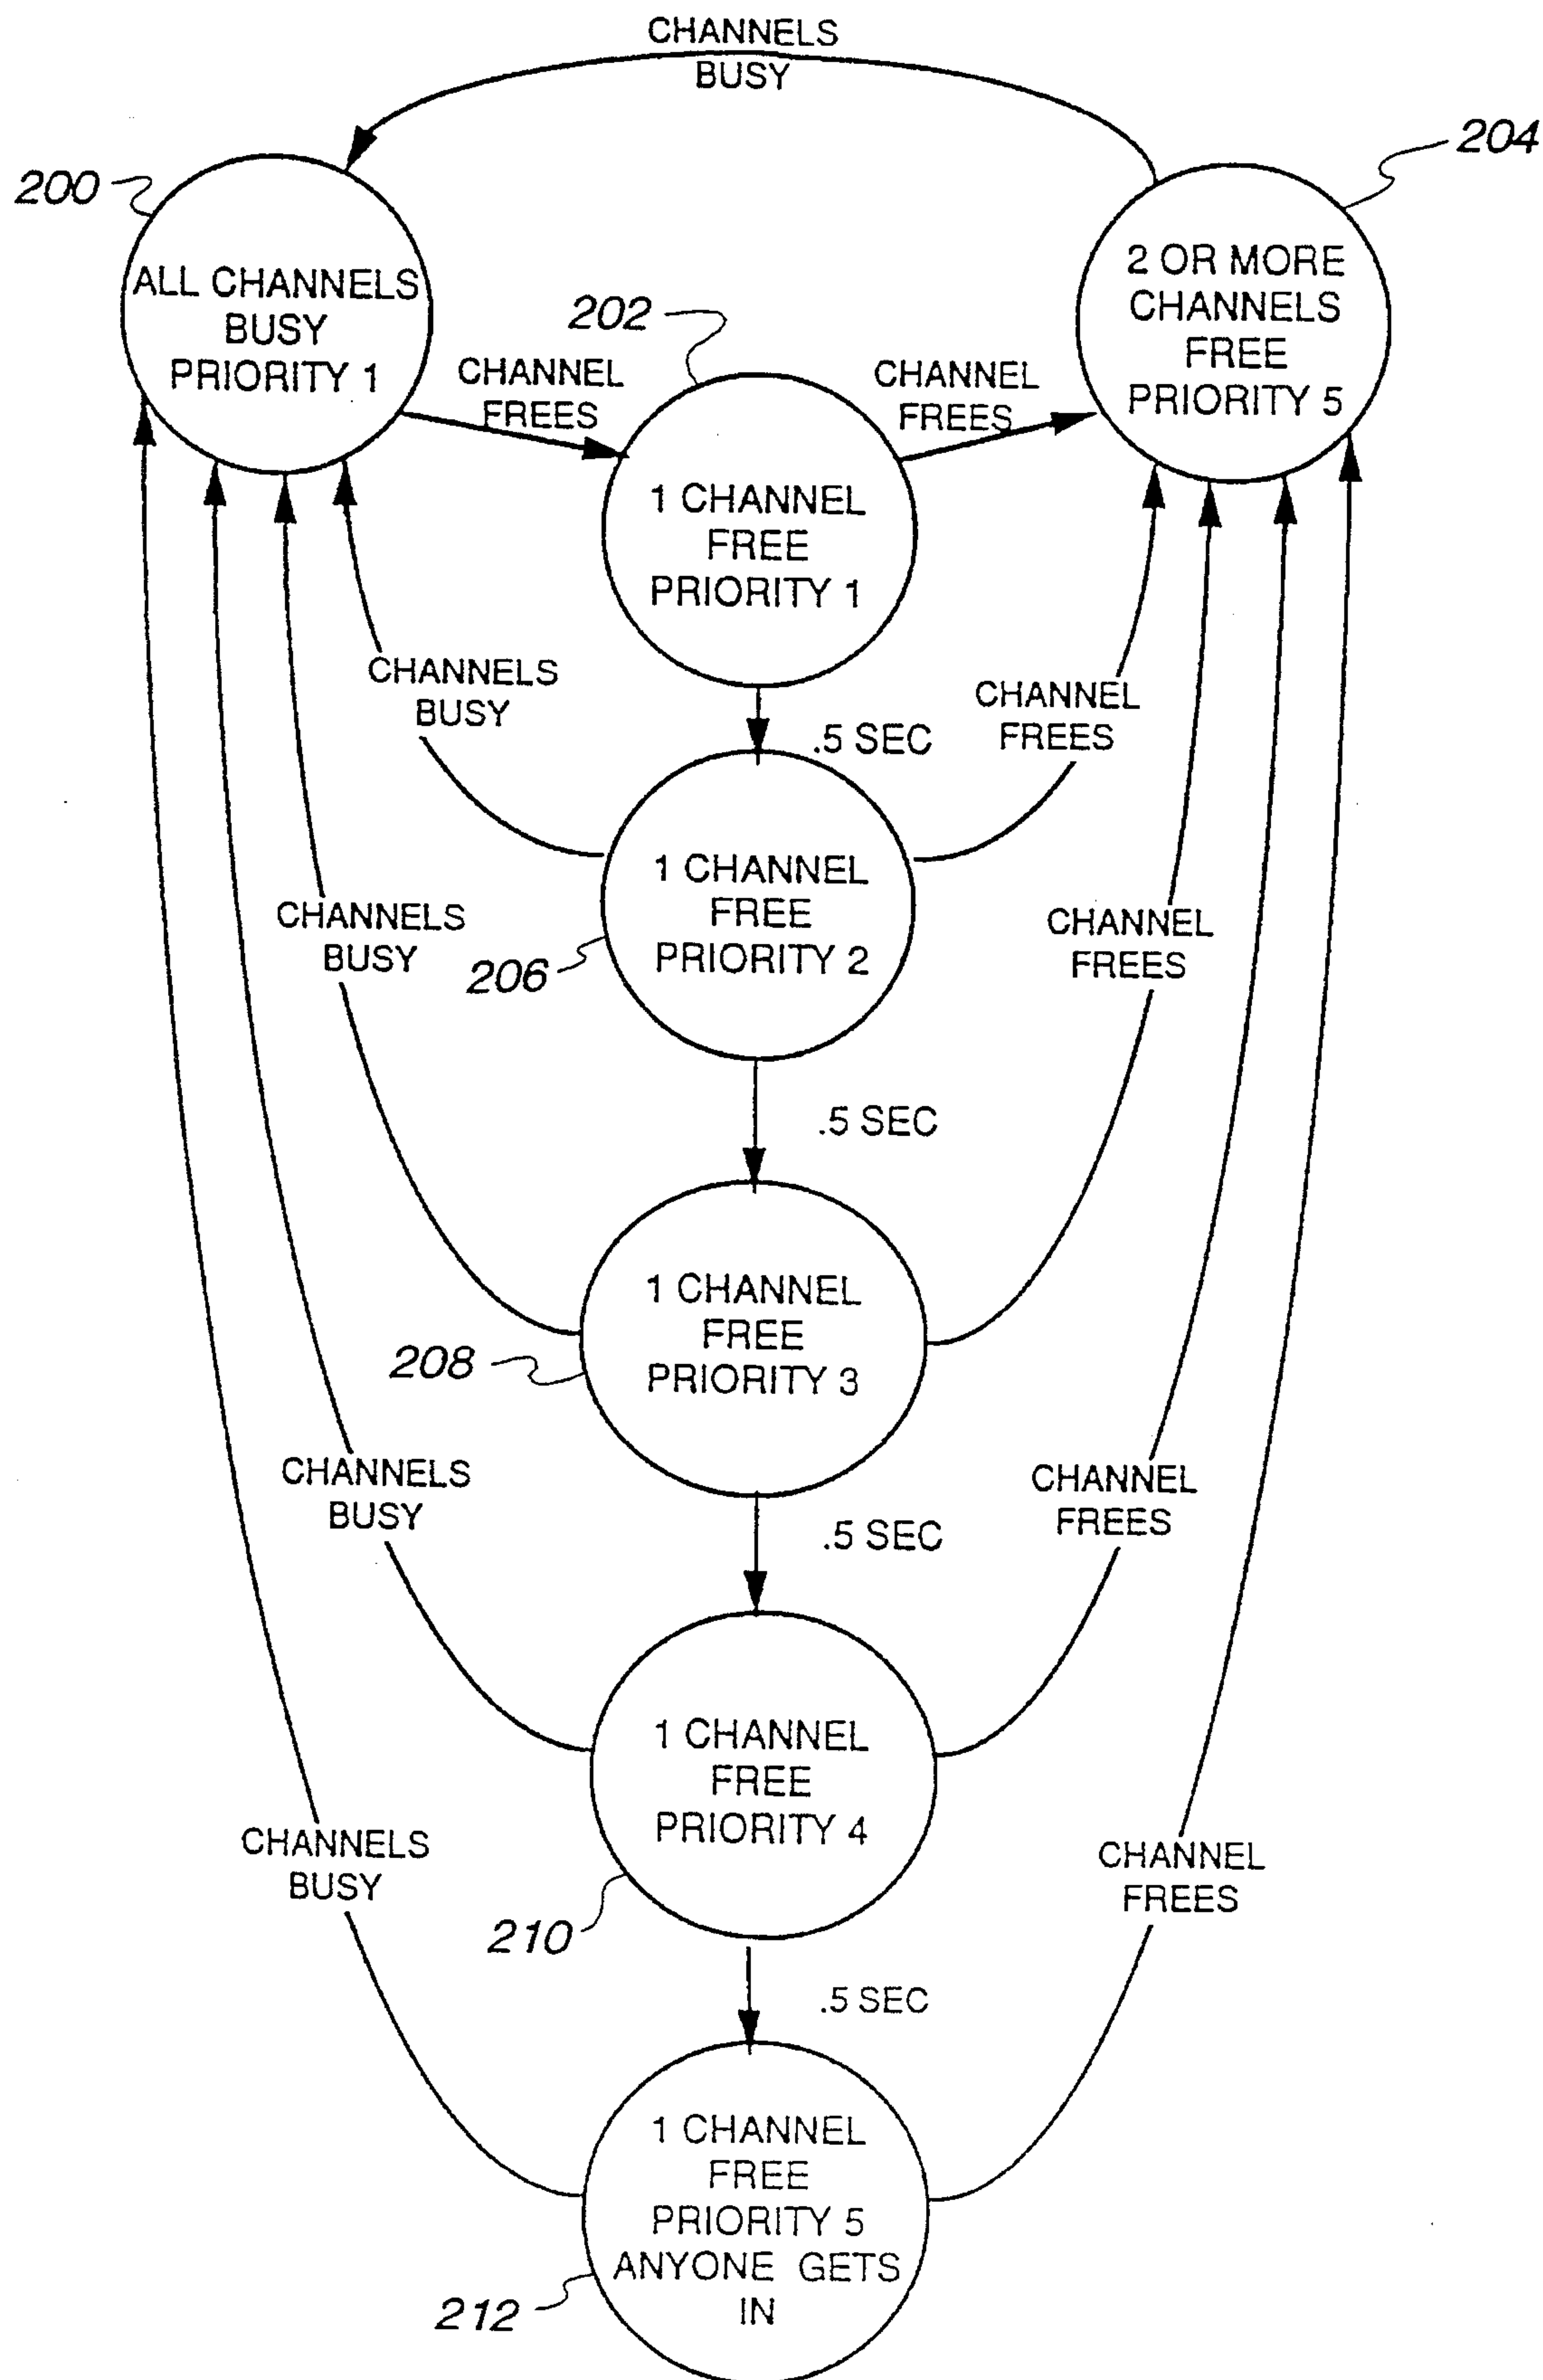 CHANNELS
BUSY
204
200
2 OR MORE
CHANNELS
FREE
PRIORITY 5
ALL CHANNELS
BUSY
PRIORITY 1
202
CHANNEL
FREES
CHANNEL
FREES
1 CHANNEL
FREE
PRIORITY 1
CHANNELS
BUSY
CHANNEL
FREES
.5 SEC
1 CHANNEL
FREE
PRIORITY 2
206
CHANNELS
BUSY
CHANNEL
FREES
.5 SEC
1 CHANNEL
FREE
PRIORITY 3
208
CHANNELS
BUSY
CHANNEL
FREES
.5 SEC
1 CHANNEL
FREE
PRIORITY 4
210
CHANNELS
BUSY
CHANNEL
FREES
.5 SEC
1 CHANNEL
FREE
PRIORITY 5
ANYONE GETS
IN
212